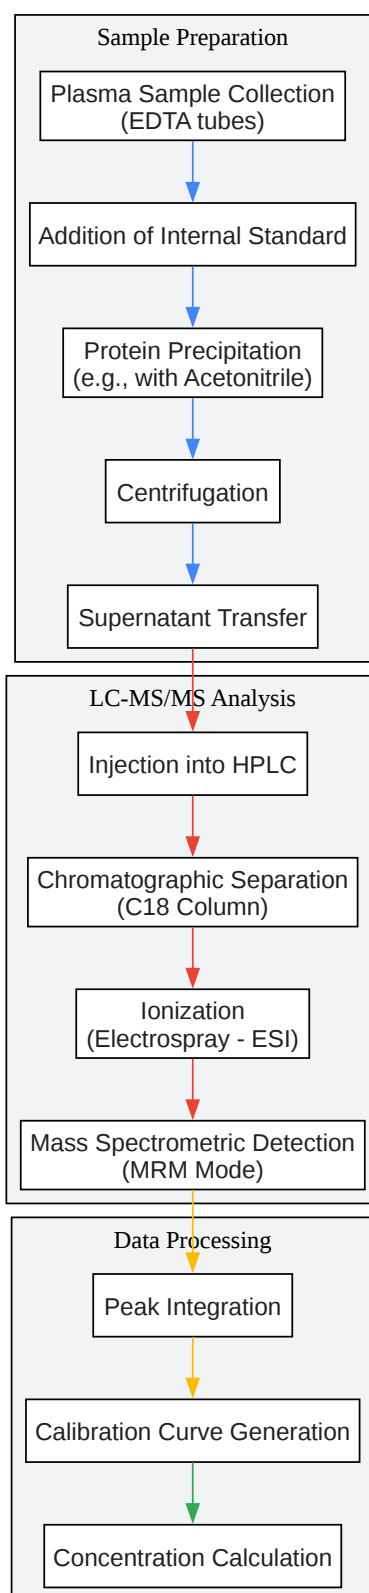 Sample Preparation
Plasma Sample Collection
(EDTA tubes)
Addition of Internal Standard
Protein Precipitation
(e.g., with Acetonitrile)
Centrifugation
Supernatant Transfer
LC-MS/MS Analysis
Injection into HPLC
Chromatographic Separation
(C18 Column)
Ionization
(Electrospray - ESI)
Mass Spectrometric Detection
(MRM Mode)
Data Processing
Peak Integration
Calibration Curve Generation
Concentration Calculation